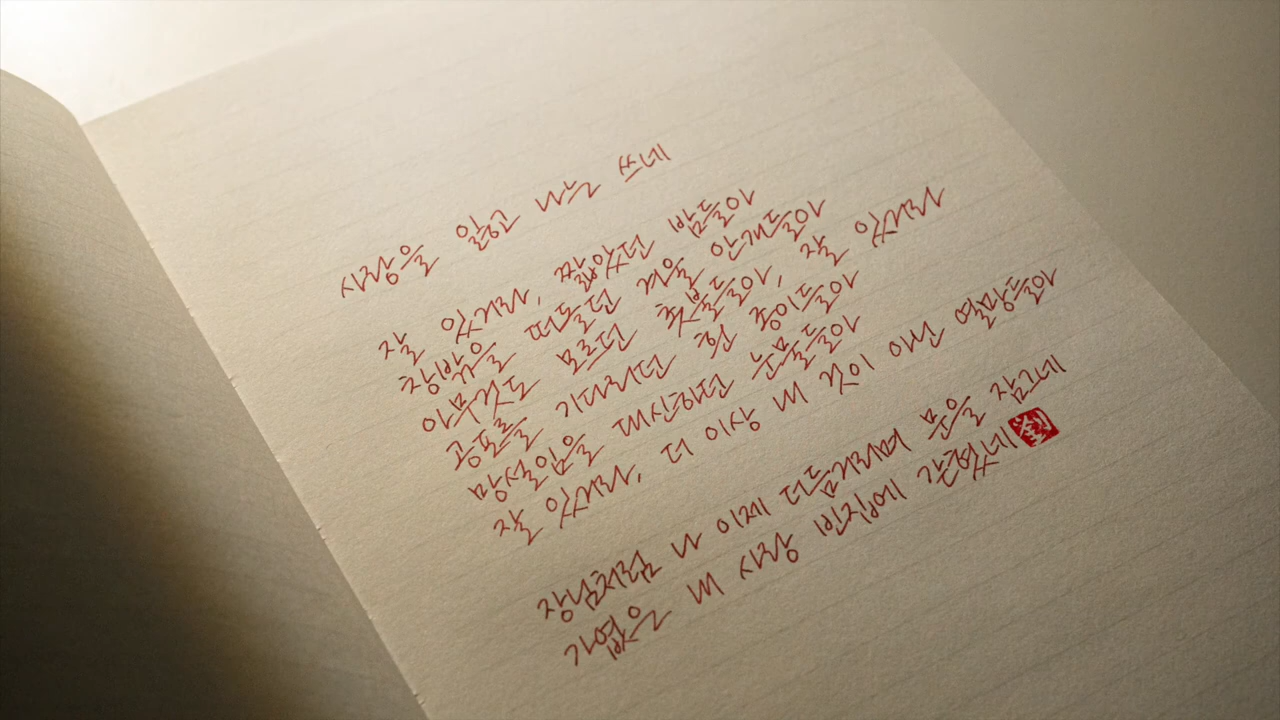 사랑을 잃고 나는 쓰네
잘 있거라, 짧았던 밤들아
창밖을 떠돌던 겨울 안개들아
아무것도 모르던 촛불들아, 잘 있거라
공포를 기다리던 흰 종이들아
망설임을 대신하던 눈물들아
잘 있거라, 더 이상 내 것이 아닌 열망들아
장님처럼 나 이제 더듬거리며 문을 잠그네
가엾은 내 사랑 빈집에 갇혔네
劉